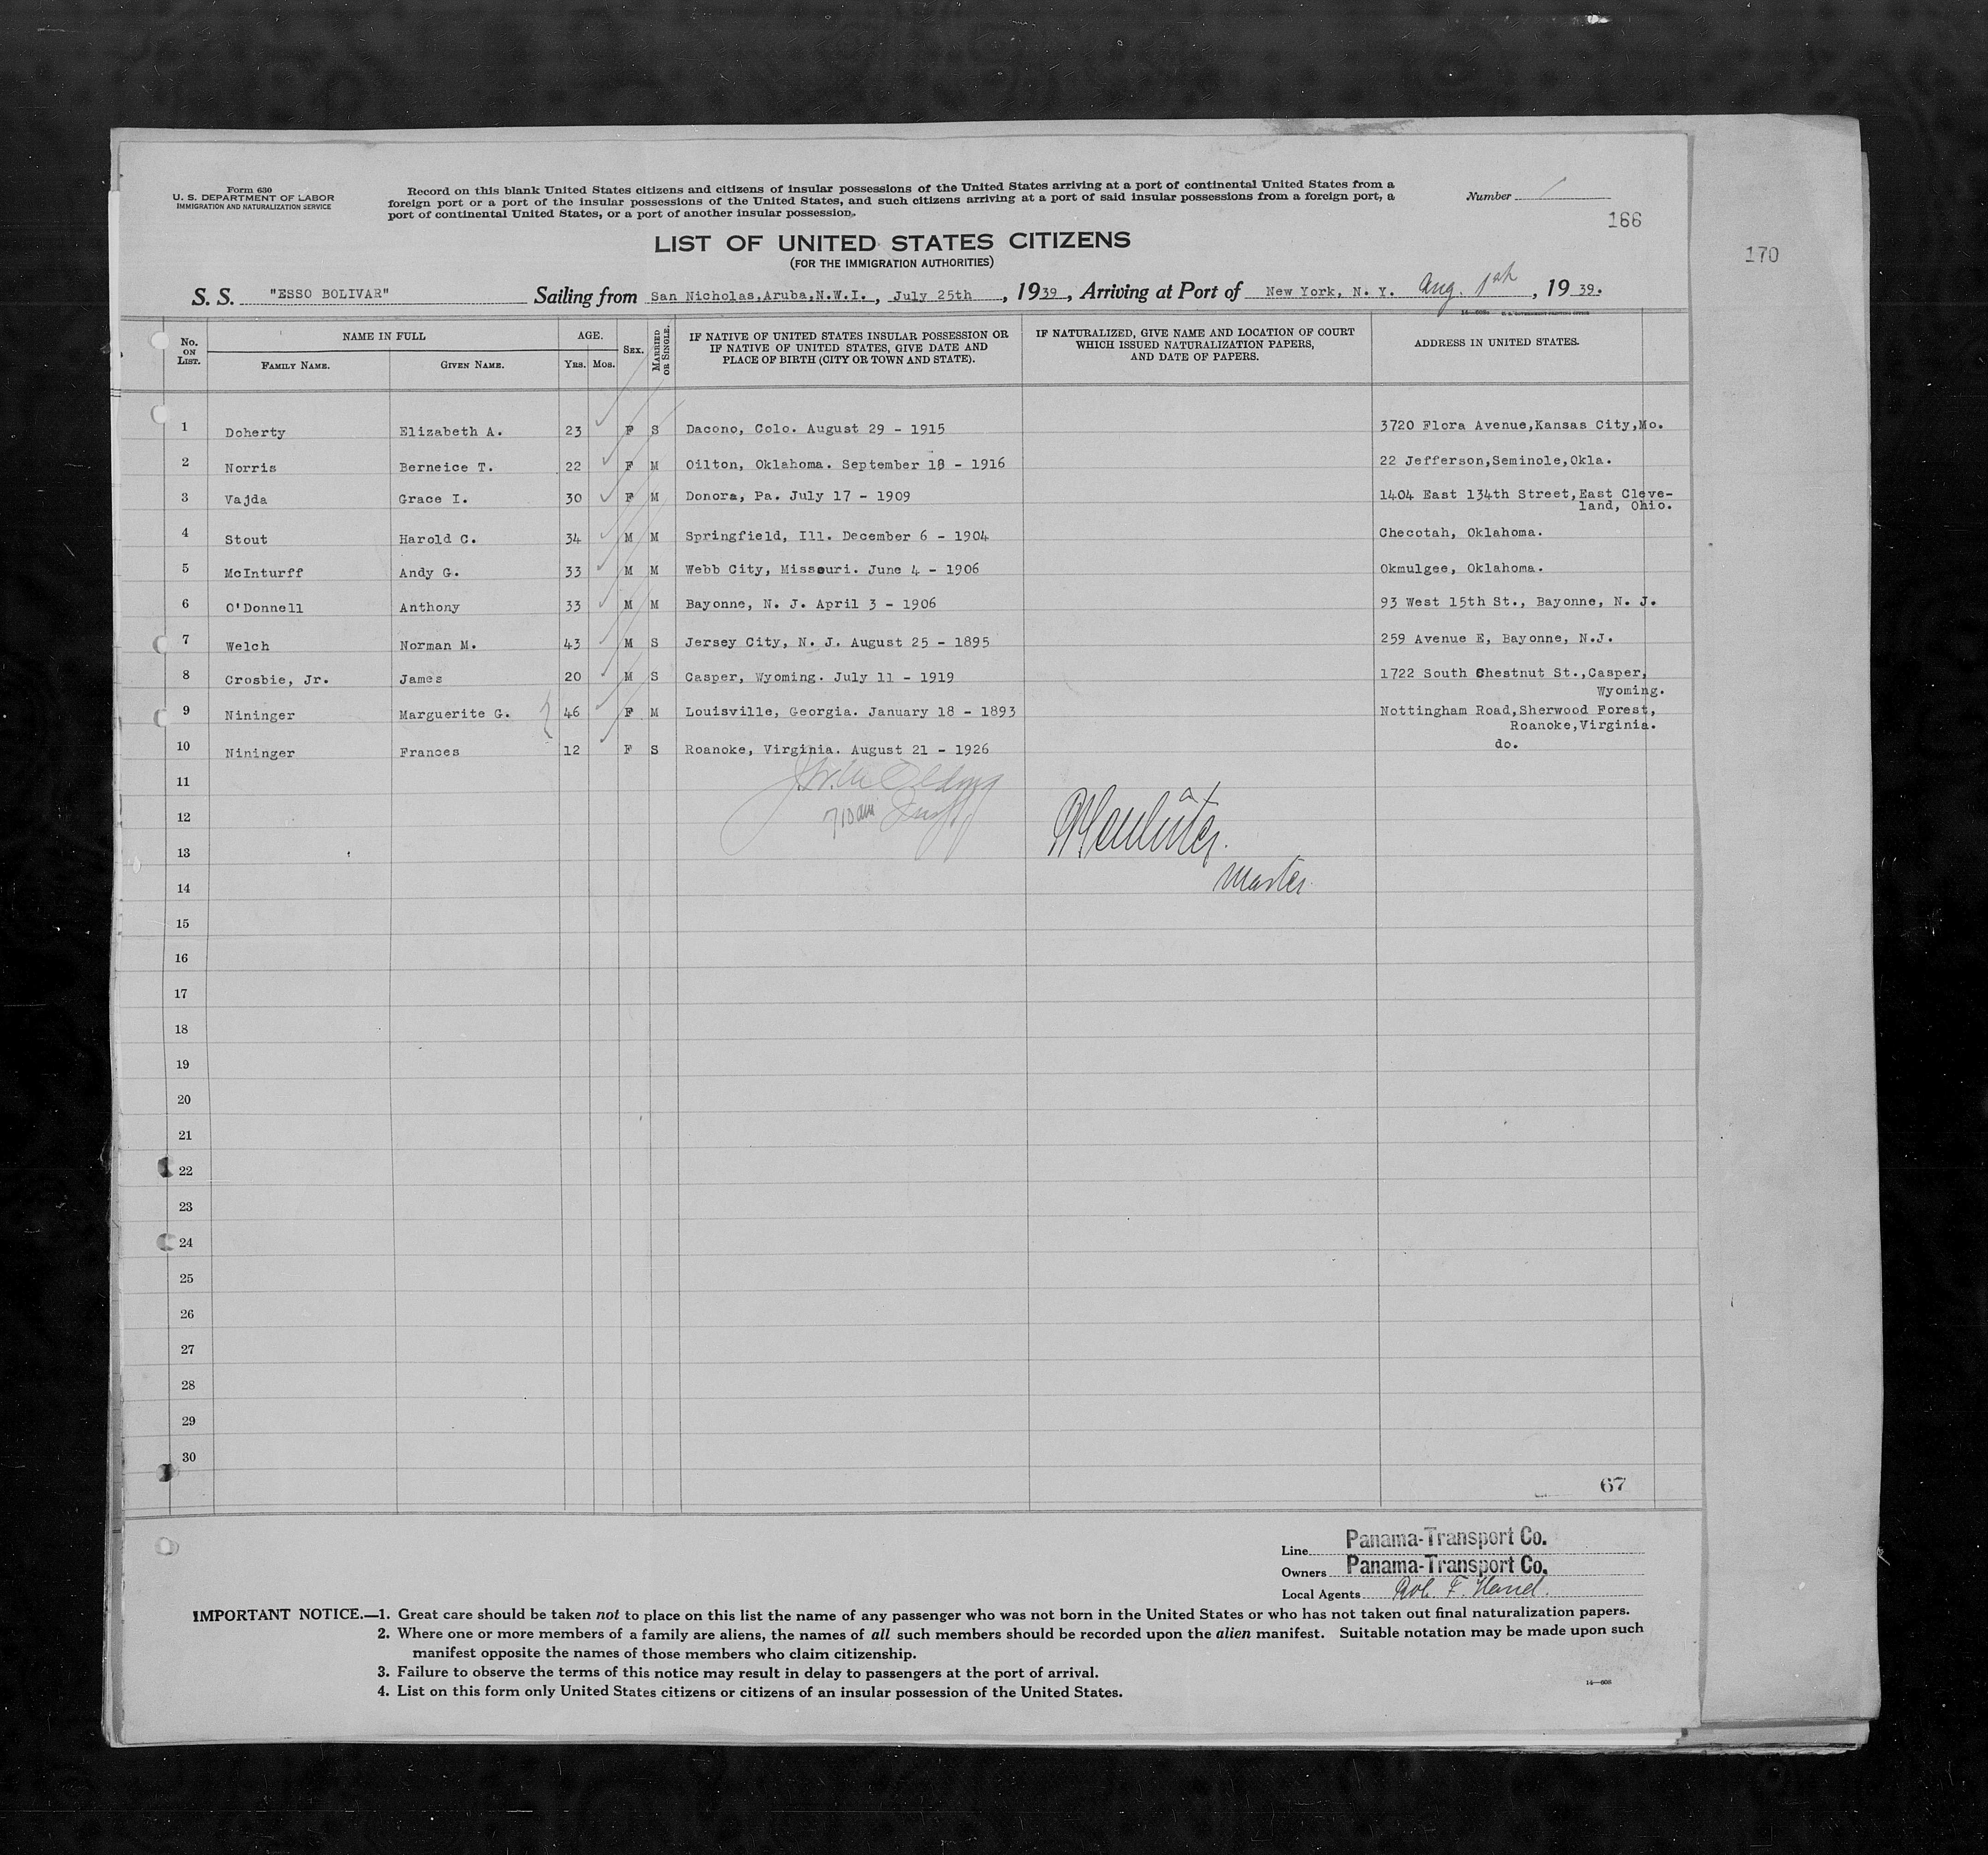 Form 630
U. S. DEPARTMENT OF LABOR
IMMIGRATION AND NATURALIZATION SERVICE
Record on this blank United States citizens and citizens of insular possessions of the United States arriving at a port of continental United States from a
foreign port or a port of the insular possessions of the United States, and such citizens arriving at a port of said insular possessions from a foreign port, a
port of continental United States, or a port of another insular possession.
Number
166
170
LIST OF UNITED STATES CITIZENS
(FOR THE IMMIGRATION AUTHORITIES)
S. S. "ESSO BOLIVAR" Sailing from San Nicholas,Aruba,N.W.I., July 25th, 1939, Arriving at Port of New York, N. Y. Aug. 1st, 1939.
No. ON LIST. NAME IN FULL FAMILY NAME. GIVEN NAME. AGE. YRS. MOS. SEX. MARRIED OR SINGLE. IF NATIVE OF UNITED STATES INSULAR POSSESSION OR IF NATIVE OF UNITED STATES, GIVE DATE AND PLACE OF BIRTH (CITY OR TOWN AND STATE). IF NATURALIZED, GIVE NAME AND LOCATION OF COURT WHICH ISSUED NATURALIZATION PAPERS, AND DATE OF PAPERS. ADDRESS IN UNITED STATES.
1 Doherty Elizabeth A. 23 F S Dacono, Colo. August 29 - 1915 3720 Flora Avenue,Kansas City,Mo.
2 Norris Berneice T. 22 F M Oilton, Oklahoma. September 18 - 1916 22 Jefferson,Seminole,Okla.
3 Vajda Grace I. 30 F M Donora, Pa. July 17 - 1909 1404 East 134th Street,East Cleve-
land, Ohio.
4 Stout Harold C. 34 M M Springfield, Ill. December 6 - 1904 Checotah, Oklahoma.
5 McInturff Andy G. 33 M M Webb City, Missouri. June 4 - 1906 Okmulgee, Oklahoma.
6 O'Donnell Anthony 33 M M Bayonne, N. J. April 3 - 1906 93 West 15th St., Bayonne, N. J.
7 Welch Norman M. 43 M S Jersey City, N. J. August 25 - 1895 259 Avenue E, Bayonne, N.J.
8 Crosbie, Jr. James 20 M S Casper, Wyoming. July 11 - 1919 1722 South Chestnut St.,Casper,
Wyoming.
9 Nininger Marguerite G. 46 F M Louisville, Georgia. January 18 - 1893 Nottingham Road,Sherwood Forest,
Roanoke,Virginia.
10 Nininger Frances 12 F S Roanoke, Virginia. August 21 - 1926 do.
11
12
13
14 Master.
15
16
17
18
19
20
21
22
23
24
25
26
27
28
29
30
67
Line Panama-Transport Co.
Owners Panama-Transport Co.
Local Agents Rob. F. Hand.
IMPORTANT NOTICE.—1. Great care should be taken not to place on this list the name of any passenger who was not born in the United States or who has not taken out final naturalization papers.
2. Where one or more members of a family are aliens, the names of all such members should be recorded upon the alien manifest. Suitable notation may be made upon such
manifest opposite the names of those members who claim citizenship.
3. Failure to observe the terms of this notice may result in delay to passengers at the port of arrival.
4. List on this form only United States citizens or citizens of an insular possession of the United States.
14—608